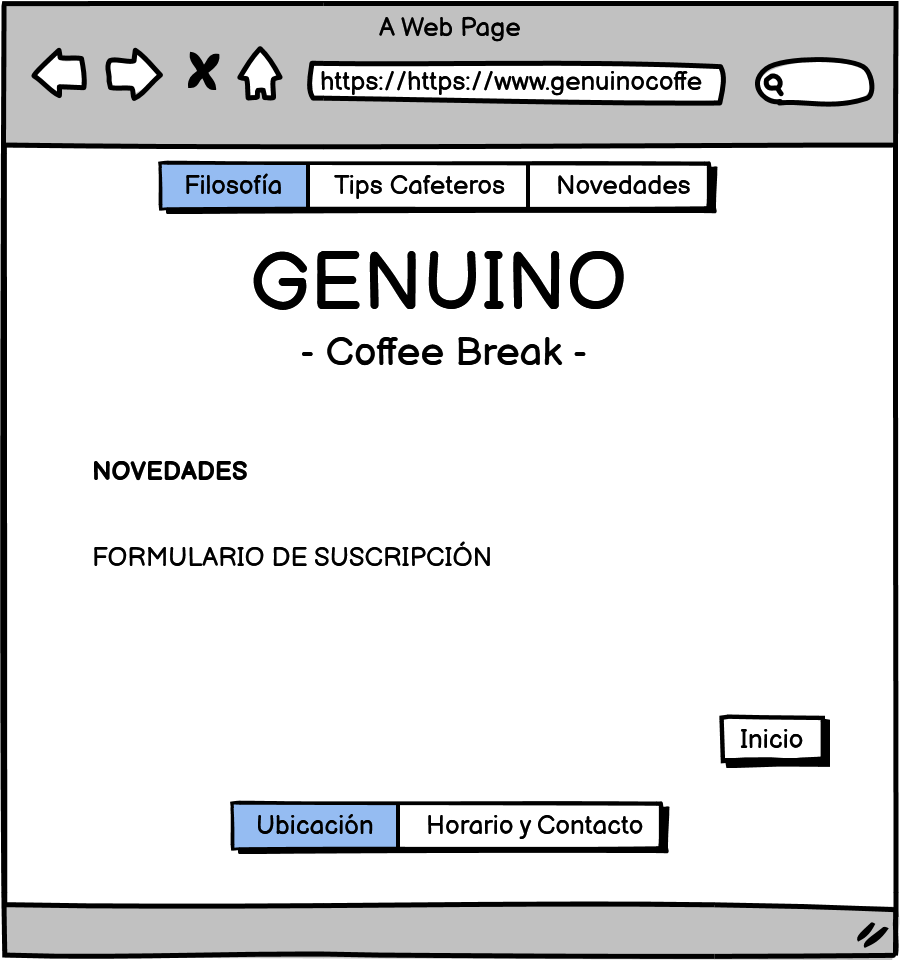 A Web Page
https://https://www.genuinocoffe
Filosofía
Tips Cafeteros
Novedades
GENUINO
- Coffee Break -
NOVEDADES
FORMULARIO DE SUSCRIPCIÓN
Inicio
Ubicación
Horario y Contacto